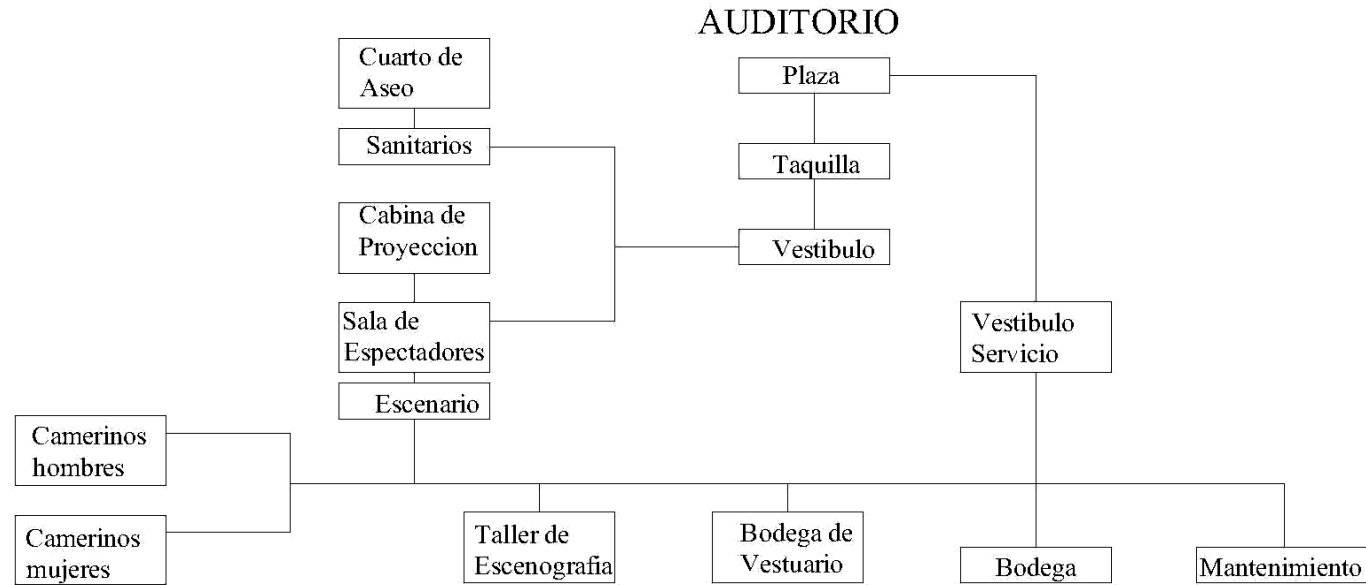 AUDITORIO
Cuarto de
Aseo
Plaza
Sanitarios
Taquilla
Cabina de
Proyeccion
Vestibulo
Sala de
Espectadores
Vestibulo
Servicio
Escenario
Camerinos
hombres
Camerinos
mujeres
Taller de
Escenografia
Bodega de
Vestuario
Bodega
Mantenimiento